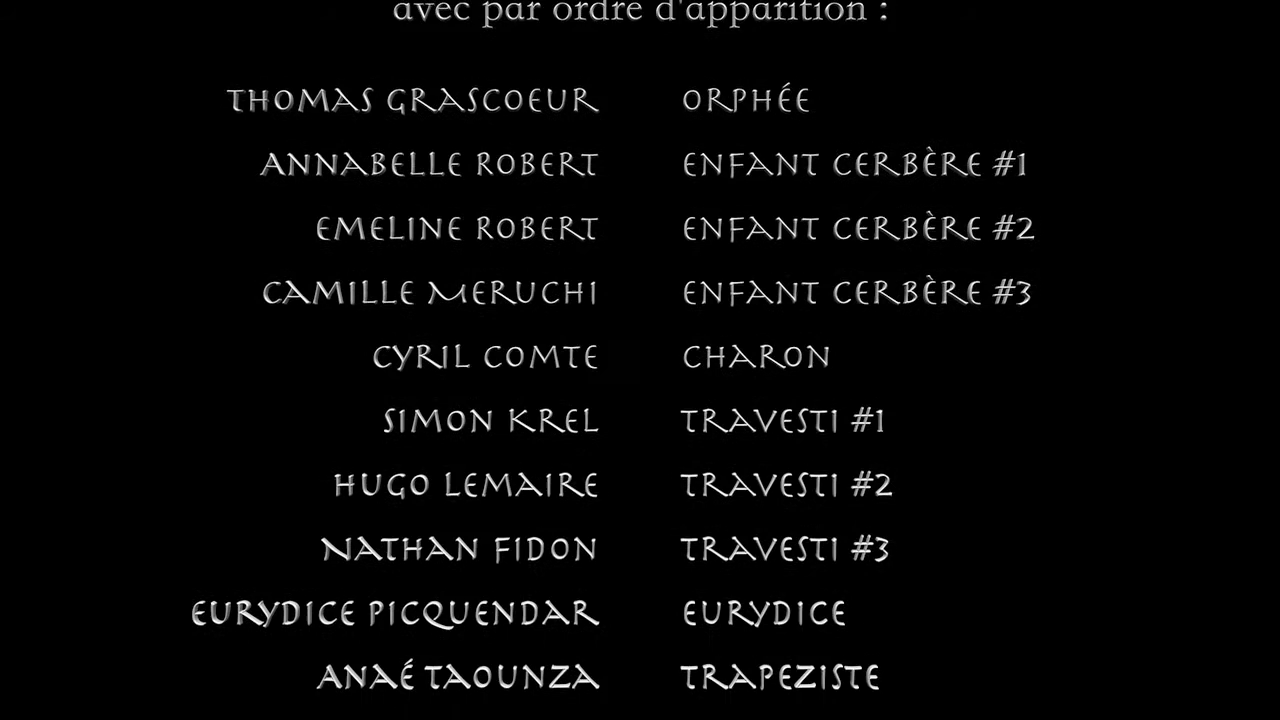 avec par ordre d'apparition :
THOMAS GRASCOEUR ORPHÉE
ANNABELLE ROBERT ENFANT CERBÈRE #1
EMELINE ROBERT ENFANT CERBÈRE #2
CAMILLE MERUCHI ENFANT CERBÈRE #3
CYRIL COMTE CHARON
SIMON KREL TRAVESTI #1
HUGO LEMAIRE TRAVESTI #2
NATHAN FIDON TRAVESTI #3
EURYDICE PICQUENDAR EURYDICE
ANAÉ TAOUNZA TRAPEZISTE